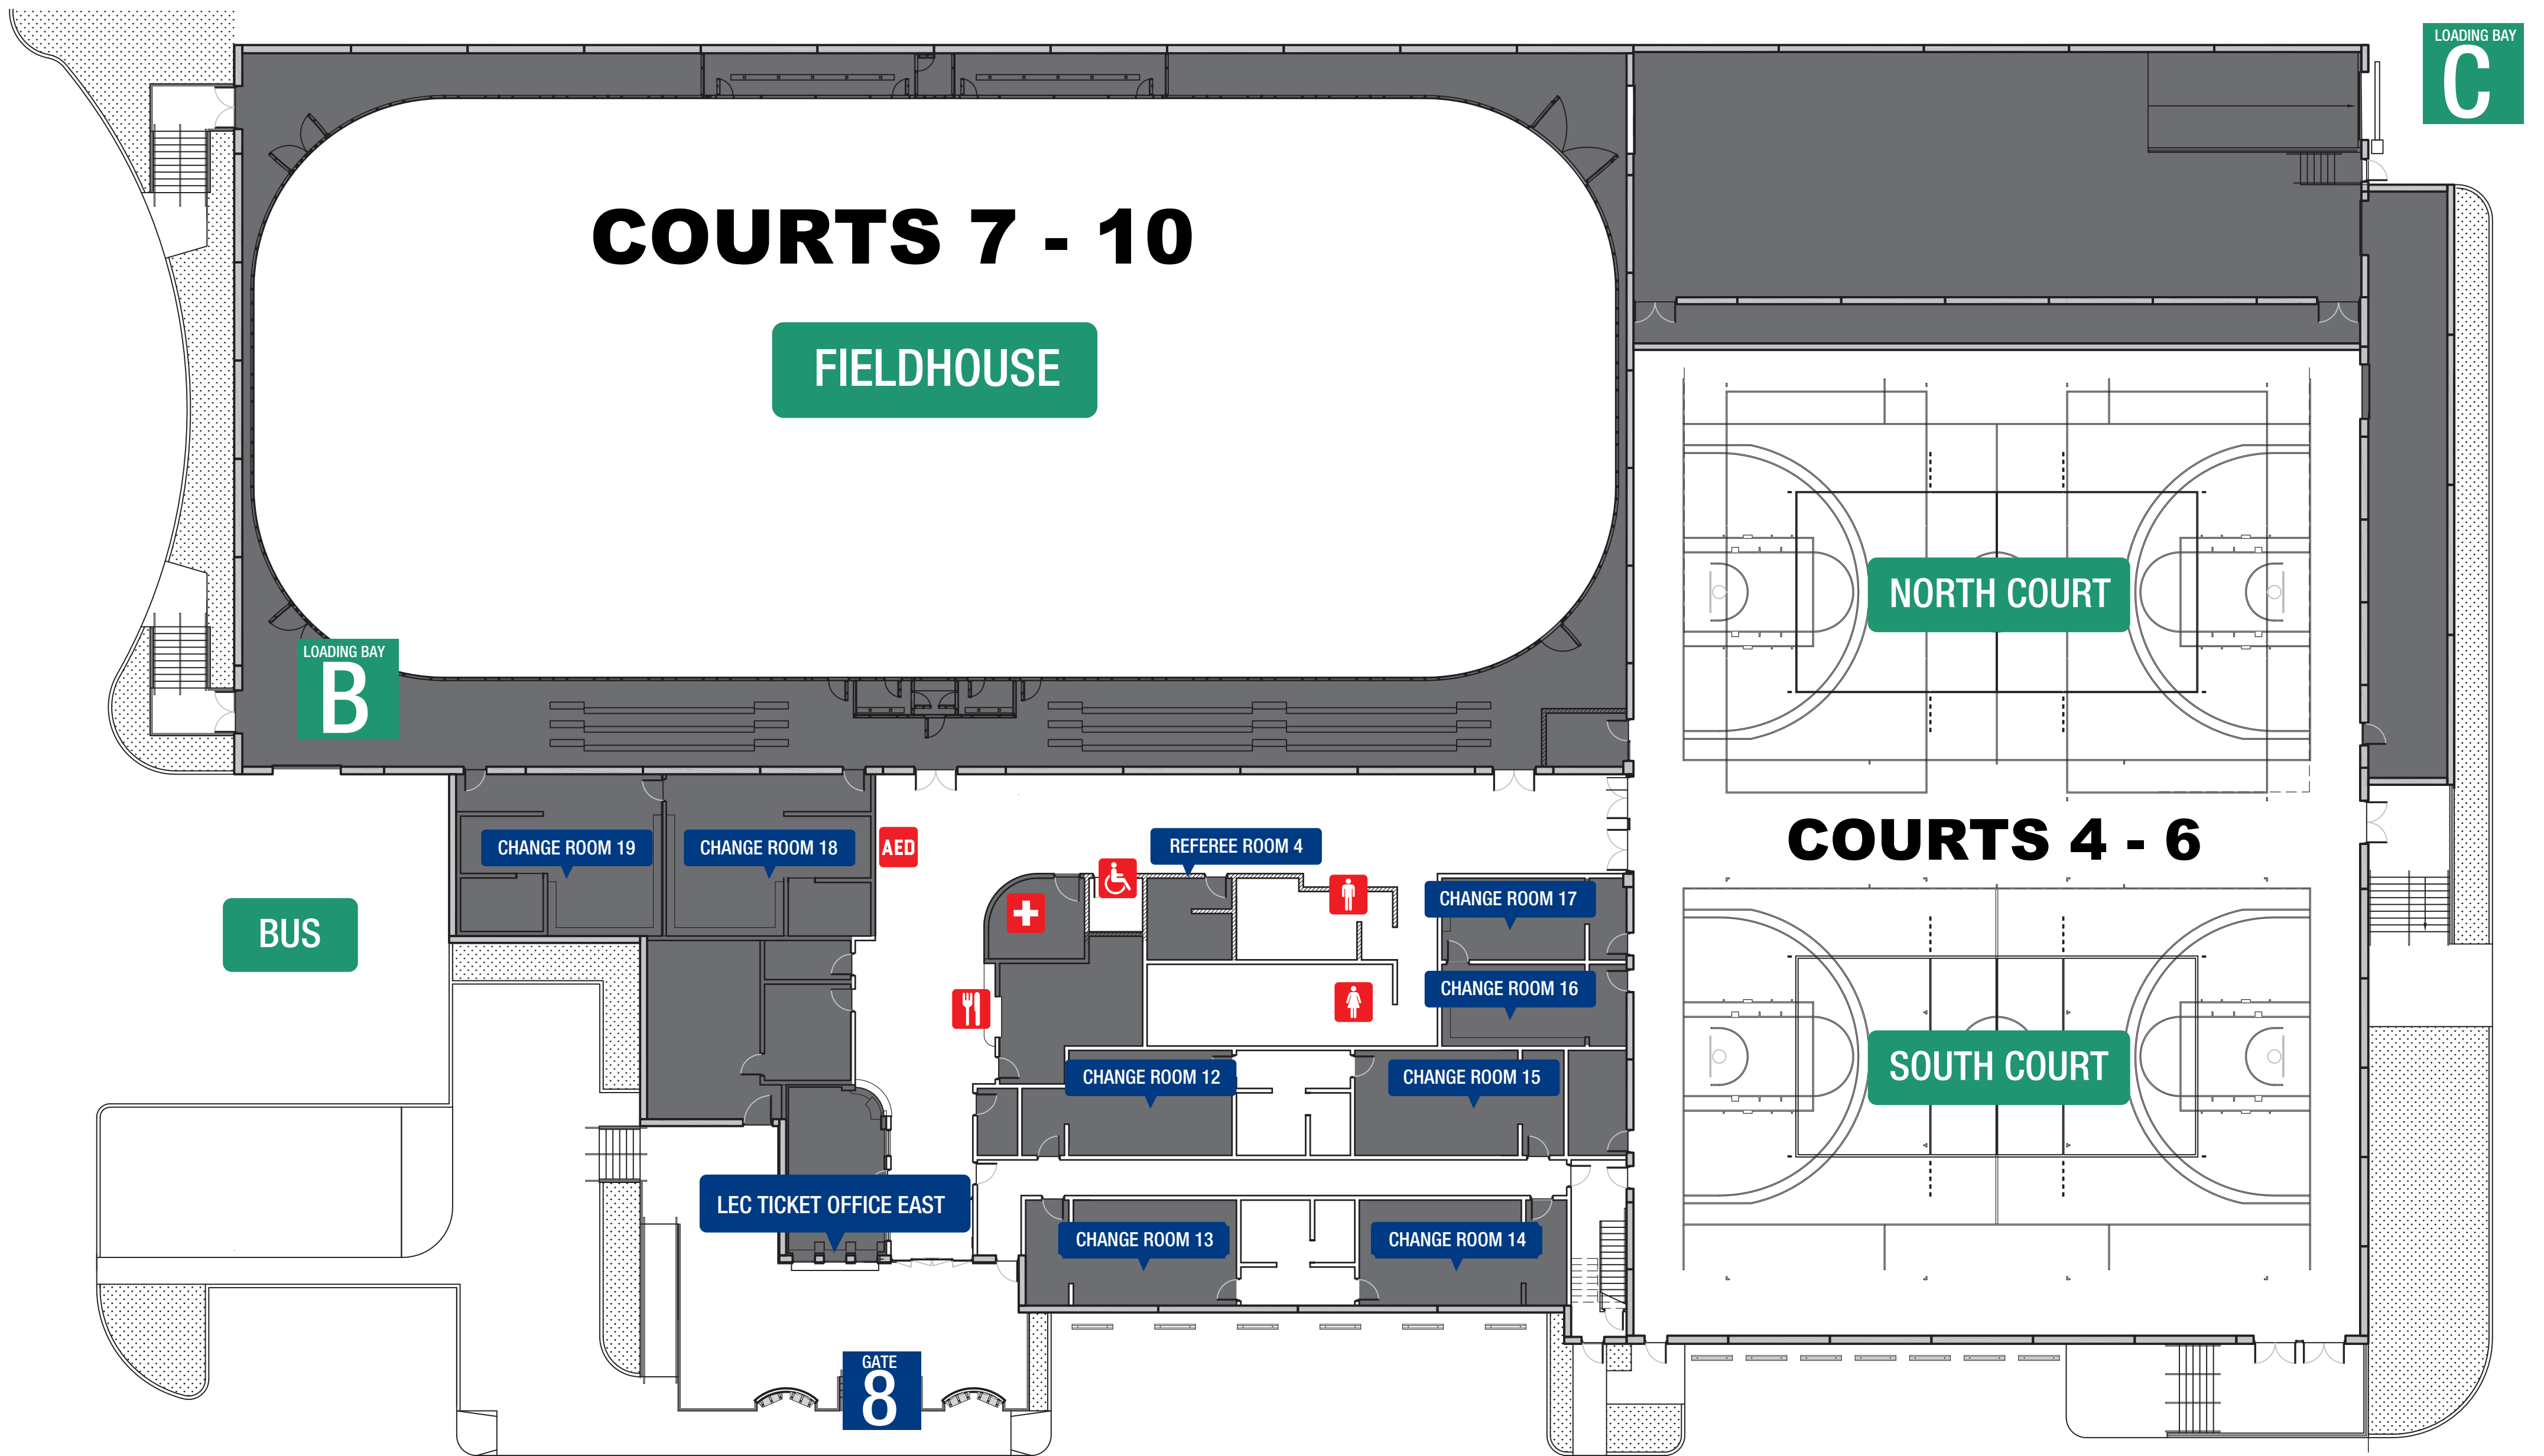 LOADING BAY
C
COURTS 7 - 10
FIELDHOUSE
NORTH COURT
LOADING BAY
B
COURTS 4 - 6
CHANGE ROOM 19
CHANGE ROOM 18
AED
REFEREE ROOM 4
CHANGE ROOM 17
BUS
CHANGE ROOM 16
SOUTH COURT
CHANGE ROOM 12
CHANGE ROOM 15
LEC TICKET OFFICE EAST
CHANGE ROOM 13
CHANGE ROOM 14
GATE
8